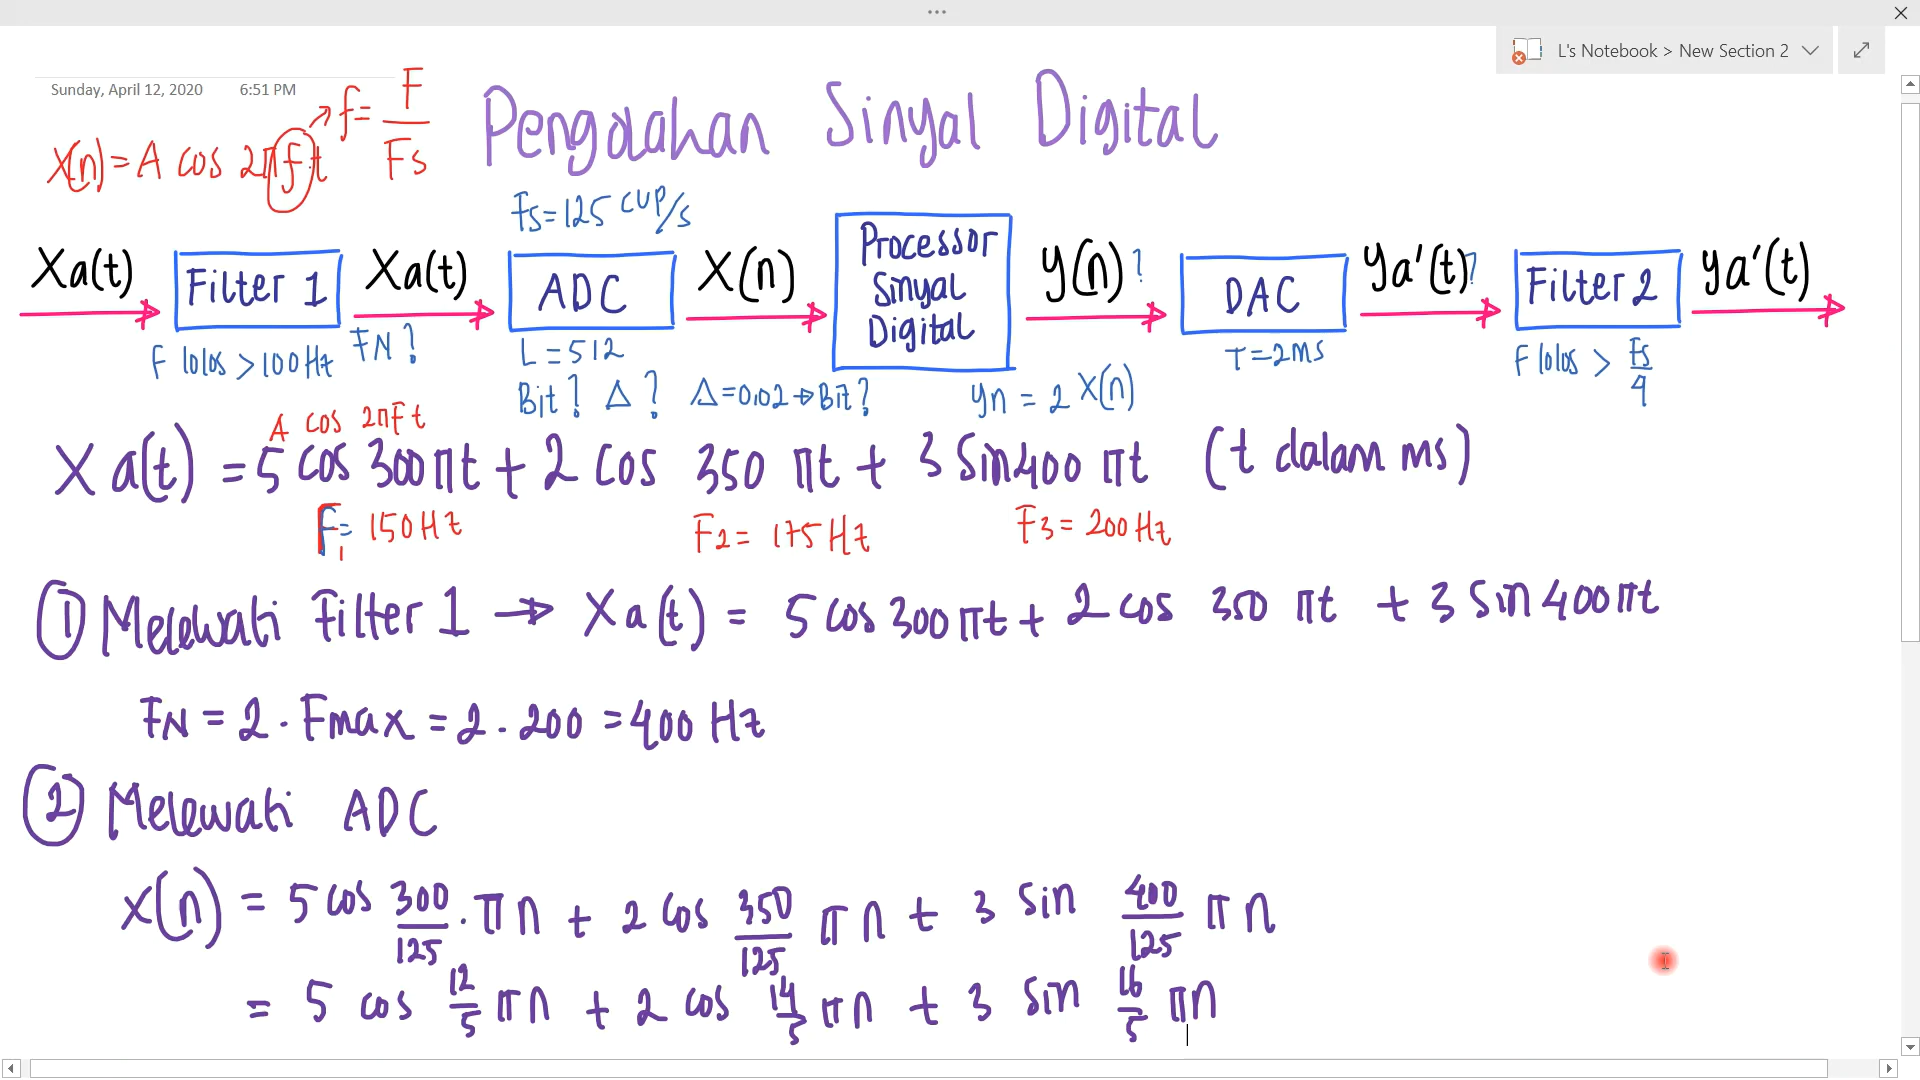 L's Notebook > New Section 2
Sunday, April 12, 2020 6:51 PM
f = F/Fs
x(n) = A cos 2πft
Pengolahan Sinyal Digital
Fs = 125 cup/s
Xa(t) Filter 1 Xa(t) ADC X(n) Processor Sinyal Digital y(n)? DAC ya'(t)? Filter 2 ya'(t)
F lolos > 100 Hz FN? L = 512 T = 2 ms F lolos > Fs/4
Bit? Δ? Δ = 0.02 → Bit? yn = 2 X(n)
A cos 2πFt
Xa(t) = 5 cos 300 πt + 2 cos 350 πt + 3 Sin 400 πt (t dalam ms)
F1 = 150 Hz F2 = 175 Hz F3 = 200 Hz
① Melewati Filter 1 → Xa(t) = 5 cos 300 πt + 2 cos 350 πt + 3 Sin 400 πt
FN = 2 . Fmax = 2 . 200 = 400 Hz
② Melewati ADC
x(n) = 5 cos 300/125 . πn + 2 cos 350/125 πn + 3 sin 400/125 πn
= 5 cos 12/5 πn + 2 cos 14/5 πn + 3 sin 16/5 πn